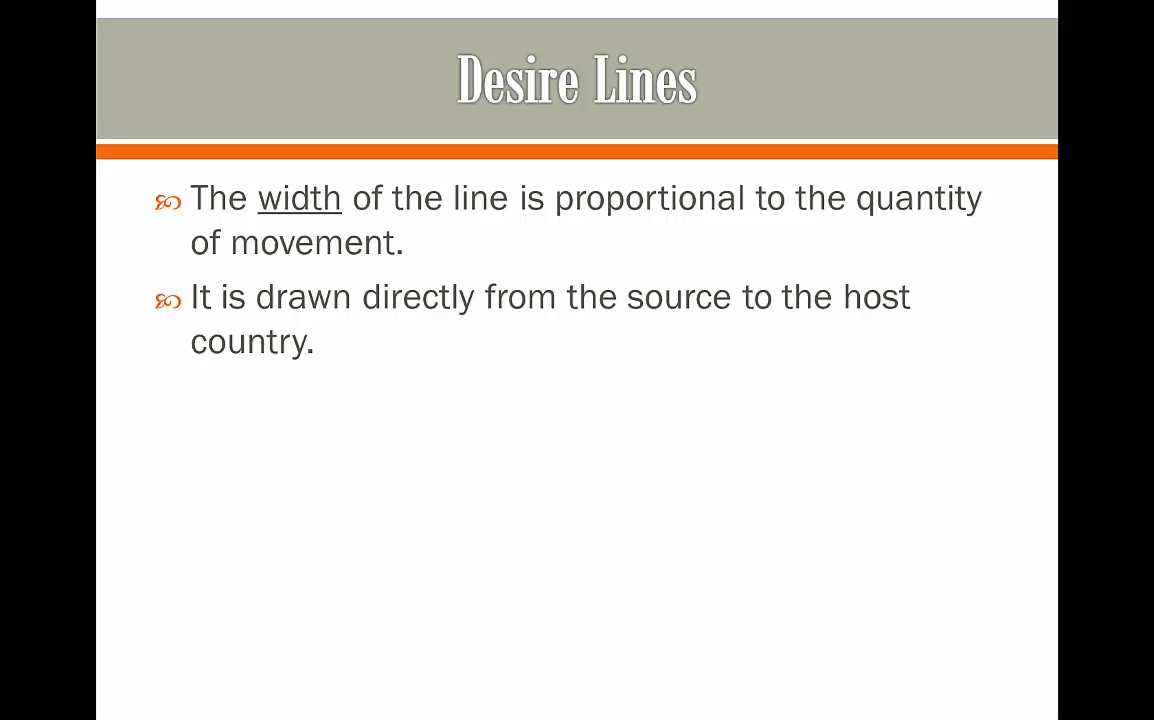 Desire Lines
The width of the line is proportional to the quantity
of movement.
It is drawn directly from the source to the host
country.